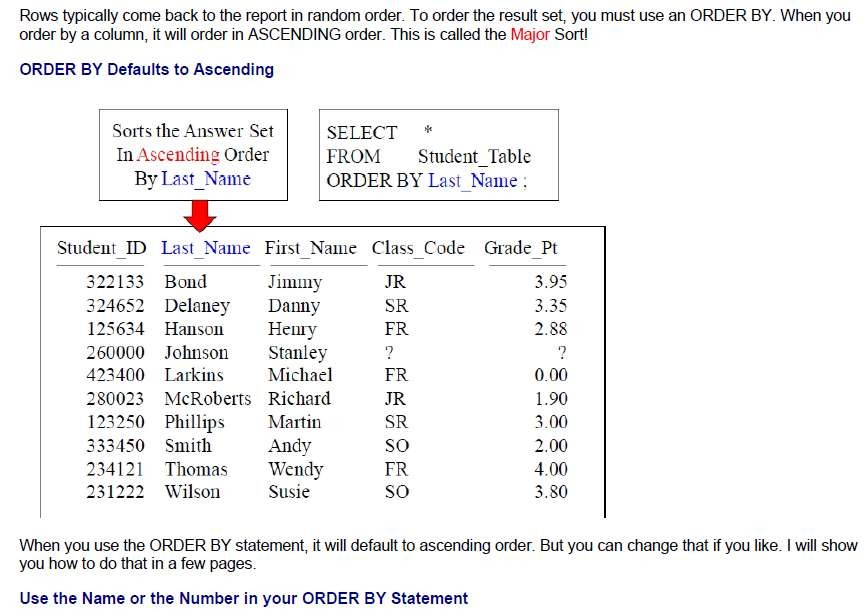 Rows typically come back to the report in random order. To order the result set, you must use an ORDER BY. When you
order by a column, it will order in ASCENDING order. This is called the Major Sort!
ORDER BY Defaults to Ascending
Sorts the Answer Set
In Ascending Order
By Last_Name
SELECT *
FROM Student_Table
ORDER BY Last_Name ;
Student_ID Last_Name First_Name Class_Code Grade_Pt
322133 Bond Jimmy JR 3.95
324652 Delaney Danny SR 3.35
125634 Hanson Henry FR 2.88
260000 Johnson Stanley ? ?
423400 Larkins Michael FR 0.00
280023 McRoberts Richard JR 1.90
123250 Phillips Martin SR 3.00
333450 Smith Andy SO 2.00
234121 Thomas Wendy FR 4.00
231222 Wilson Susie SO 3.80
When you use the ORDER BY statement, it will default to ascending order. But you can change that if you like. I will show
you how to do that in a few pages.
Use the Name or the Number in your ORDER BY Statement